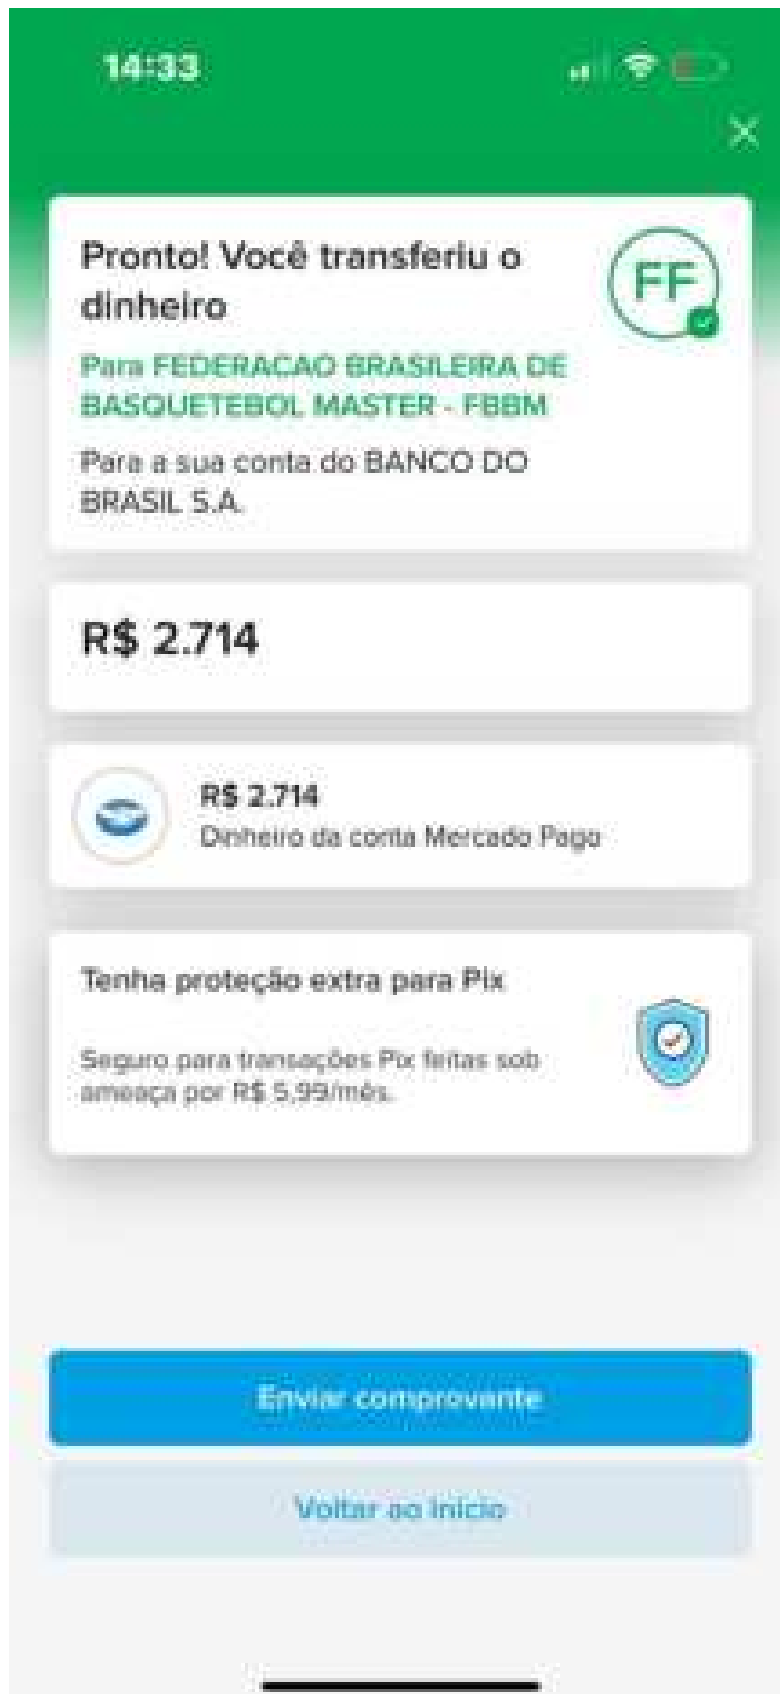 14:33
Pronto! Você transferiu o
dinheiro
FF
Para FEDERACAO BRASILEIRA DE
BASQUETEBOL MASTER - FBBM
Para a sua conta do BANCO DO
BRASIL S.A.
R$ 2.714
R$ 2.714
Dinheiro da conta Mercado Pago
Tenha proteção extra para Pix
Seguro para transações Pix feitas sob
ameaça por R$ 5,99/mês.
Enviar comprovante
Voltar ao início